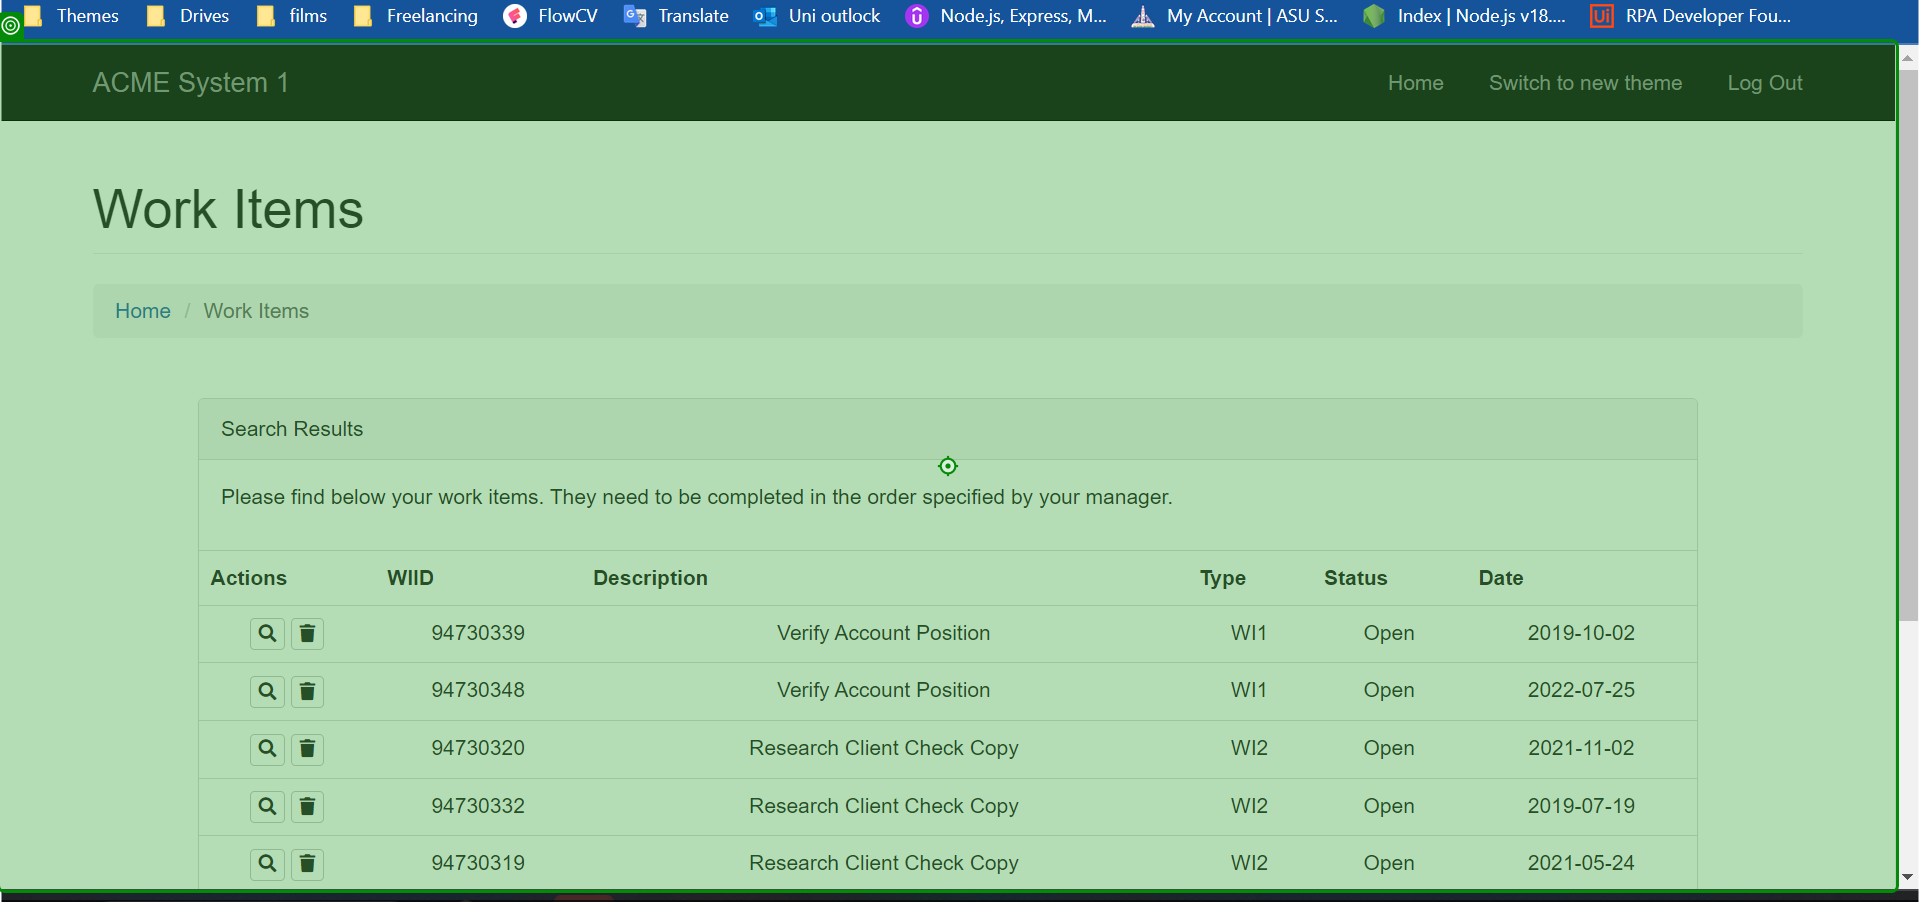 Themes Drives films Freelancing FlowCV Translate Uni outlock Node.js, Express, M... My Account | ASU S... Index | Node.js v18.... Ui RPA Developer Fou...
ACME System 1 Home Switch to new theme Log Out
Work Items
Home / Work Items
Search Results
Please find below your work items. They need to be completed in the order specified by your manager.
Actions WIID Description Type Status Date
94730339 Verify Account Position WI1 Open 2019-10-02
94730348 Verify Account Position WI1 Open 2022-07-25
94730320 Research Client Check Copy WI2 Open 2021-11-02
94730332 Research Client Check Copy WI2 Open 2019-07-19
94730319 Research Client Check Copy WI2 Open 2021-05-24